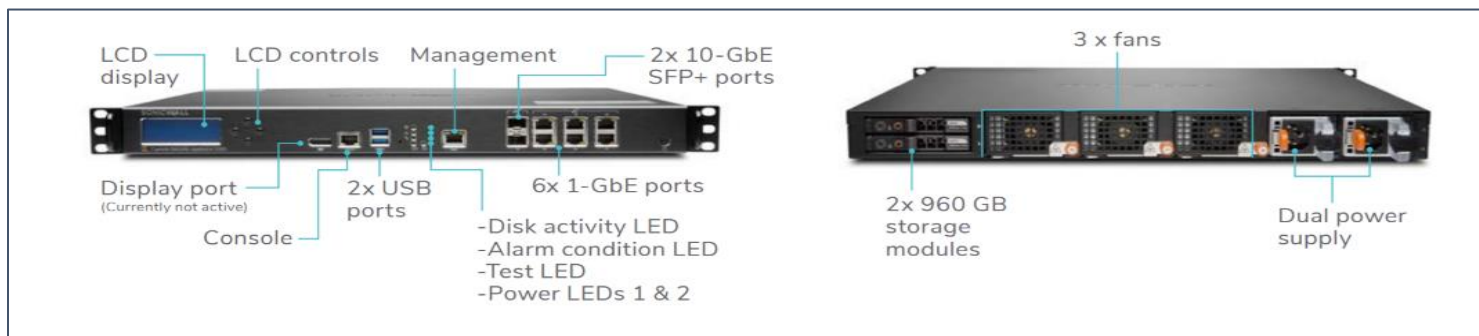 LCD
display
LCD controls
Management
2x 10-GbE
SFP+ ports
3 x fans
SONICWALL
Display port
(Currently not active)
Console
2x USB
ports
6x 1-GbE ports
-Disk activity LED
-Alarm condition LED
-Test LED
-Power LEDs 1 & 2
2x 960 GB
storage
modules
Dual power
supply